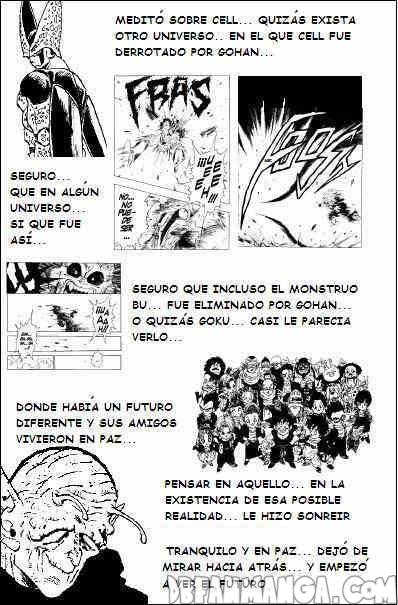 MEDITÓ SOBRE CELL... QUIZÁS EXISTA
OTRO UNIVERSO.. EN EL QUE CELL FUE
DERROTADO POR GOHAN...
FRAS
¡¡¡U
E
E
E
H!!!
NO...
NO
PUE-
DE
SER...
SEGURO...
QUE EN ALGÚN
UNIVERSO...
SI QUE FUE
ASÍ...
SEGURO QUE INCLUSO EL MONSTRUO
BU... FUE ELIMINADO POR GOHAN...
O QUIZÁS GOKU... CASI LE PARECIA
VERLO...
DONDE HABÍA UN FUTURO
DIFERENTE Y SUS AMIGOS
VIVIERON EN PAZ...
PENSAR EN AQUELLO... EN LA
EXISTENCIA DE ESA POSIBLE
REALIDAD... LE HIZO SONREIR
TRANQUILO Y EN PAZ... DEJÓ DE
MIRAR HACIA ATRÁS... Y EMPEZÓ
A VER EL FUTURO
DBFANMANGA.COM